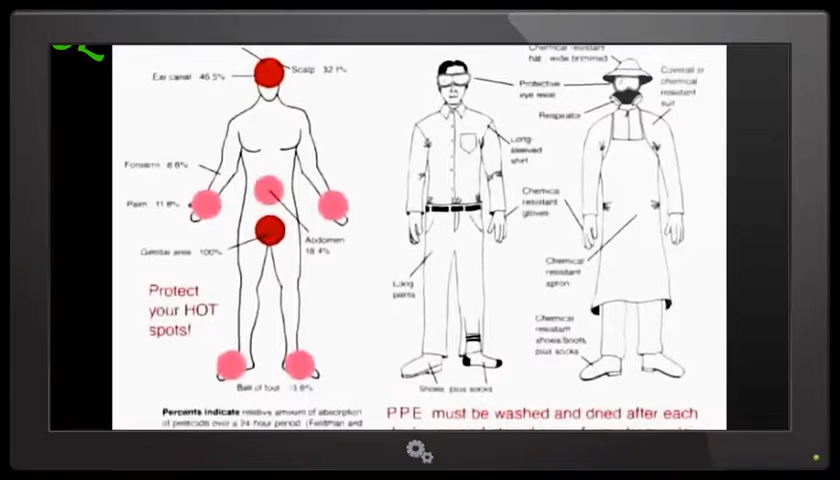 Scalp 32.1%
Ear canal 46.5%
Forearm 8.6%
Palm 11.8%
Abdomen
18.4%
Genital area 100%
Protect
your HOT
spots!
Ball of foot 13.6%
Percents indicate relative amount of absorption
of pesticide over a 24 hour period. (Feldman and
Chemical resistant
hat, wide brimmed
Protective
eye wear
Coverall or
chemical
resistant
suit
Respirator
Long-
sleeved
shirt
Chemical
resistant
gloves
Chemical
resistant
apron
Long
pants
Chemical
resistant
shoes/boots,
plus socks
Shoes, plus socks
PPE must be washed and dried after each